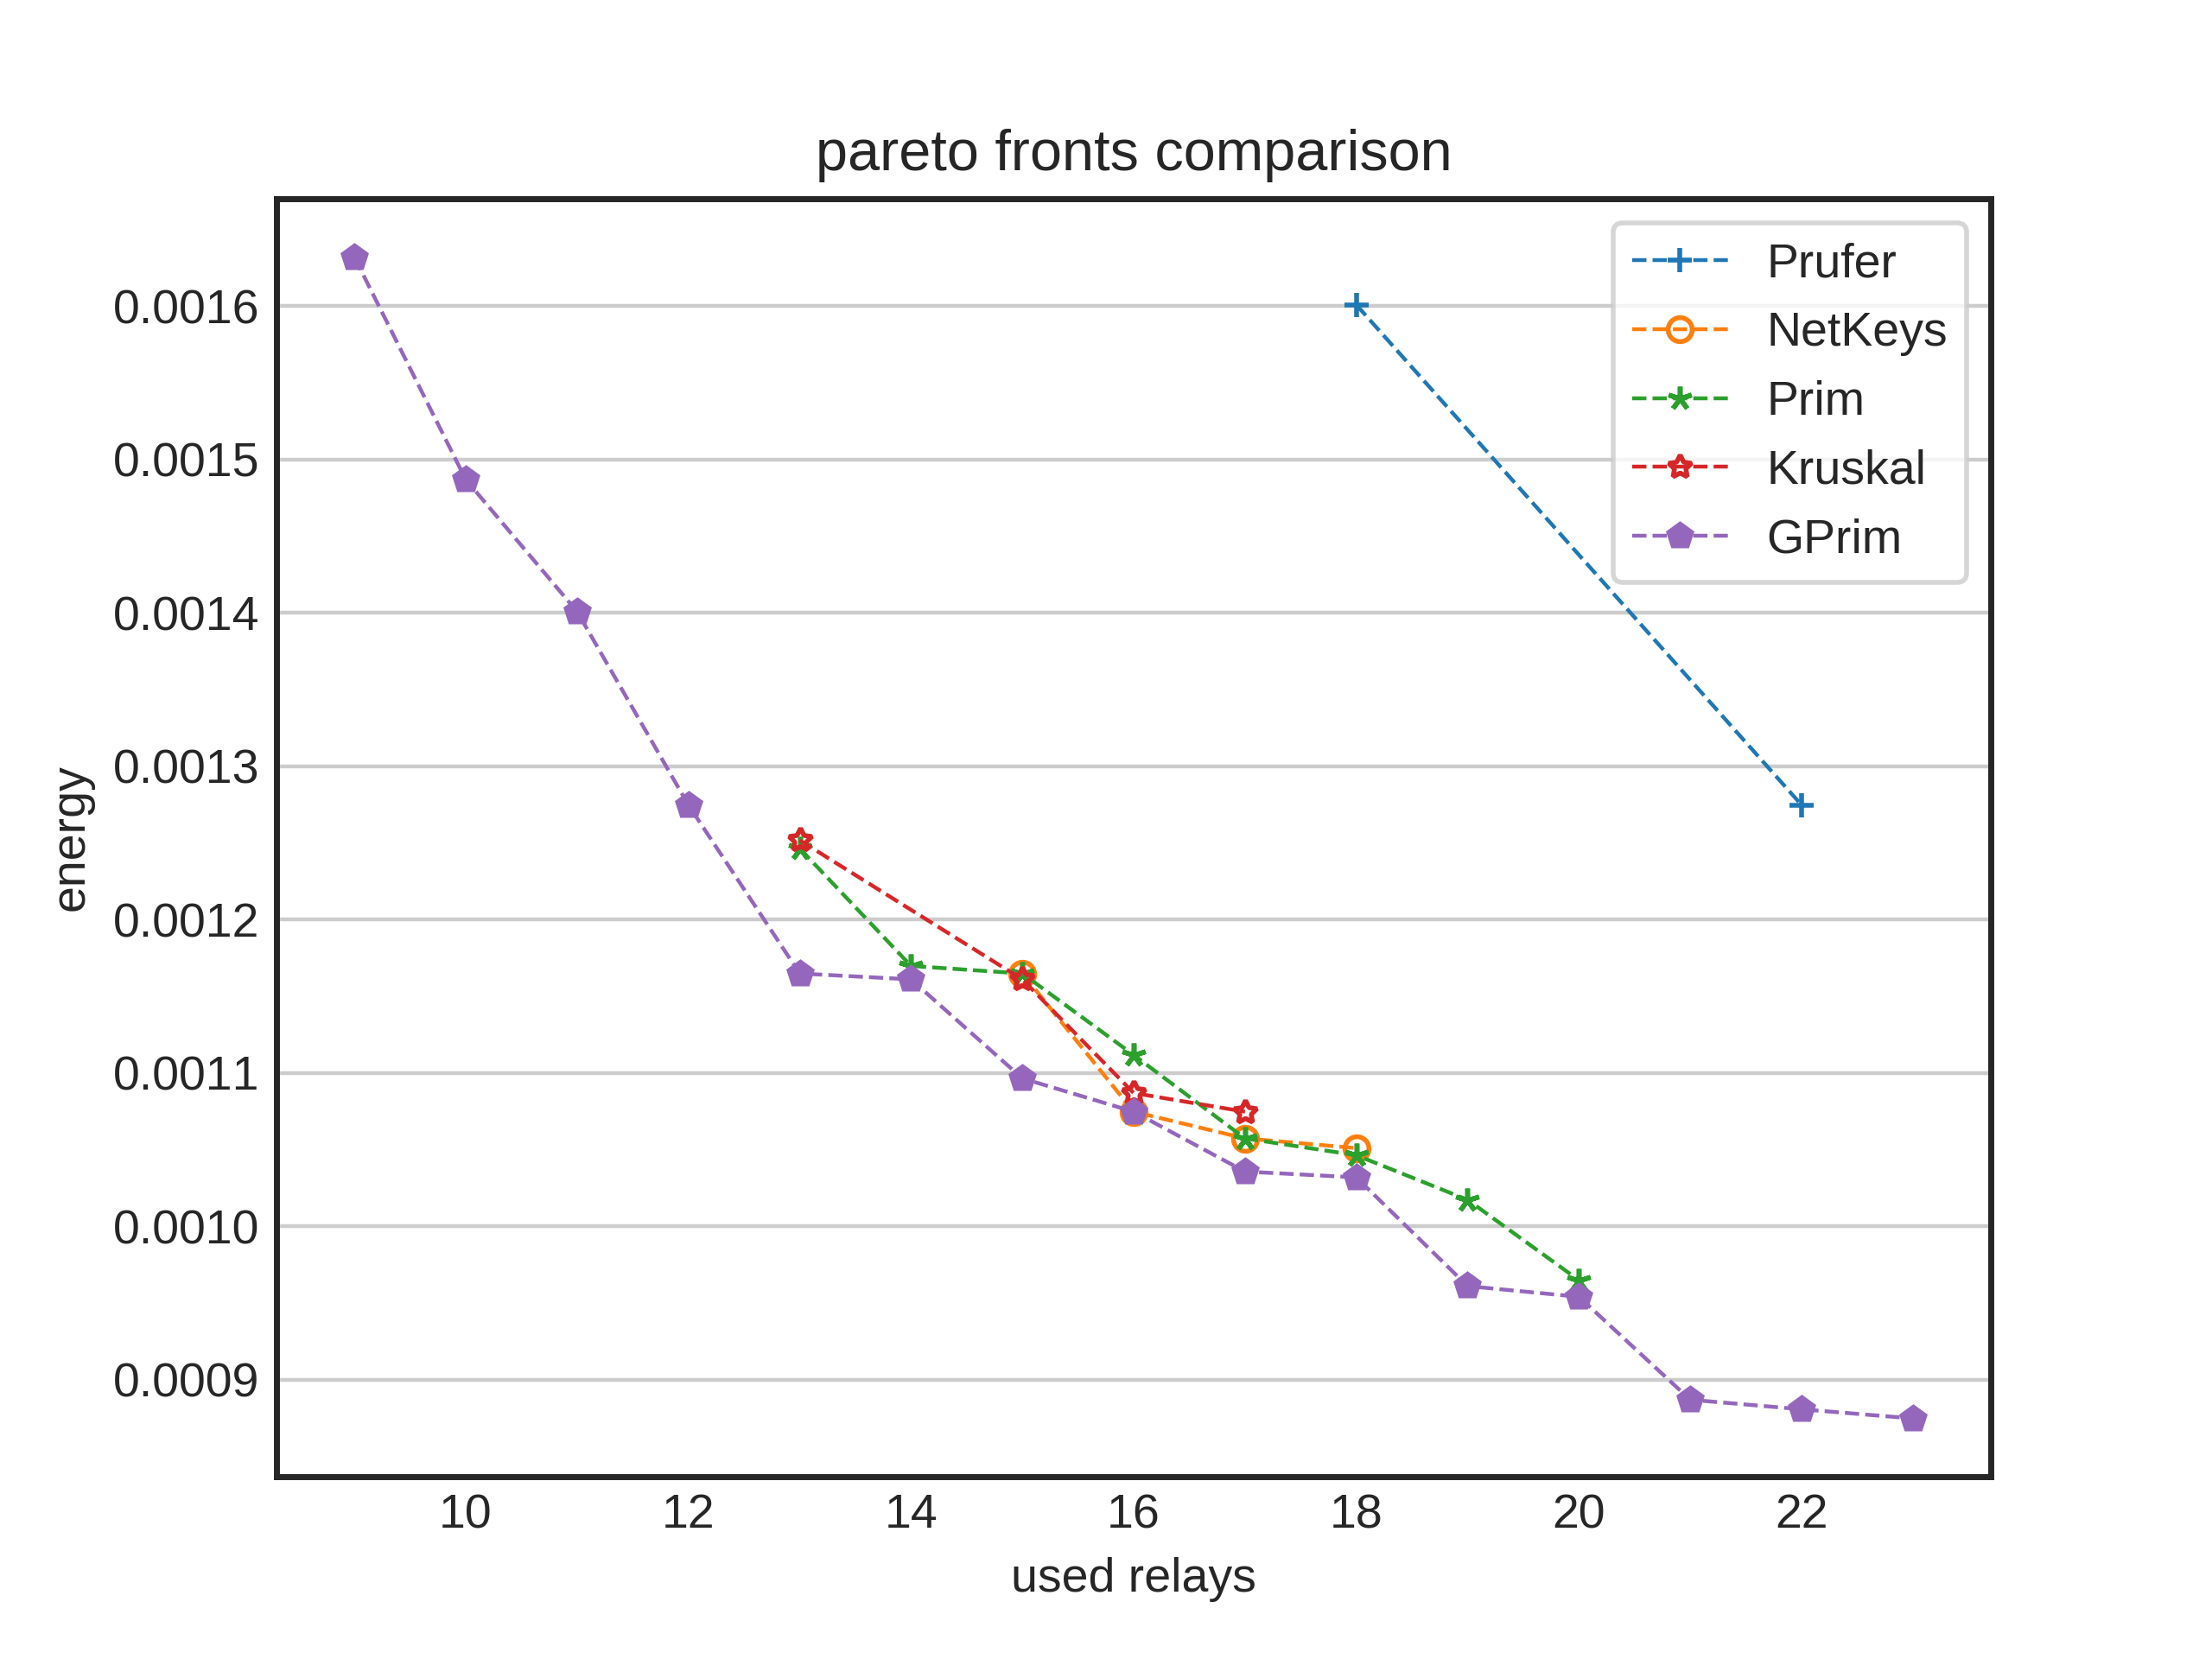 pareto fronts comparison
Prufer
NetKeys
Prim
Kruskal
GPrim
0.0016
0.0015
0.0014
0.0013
0.0012
0.0011
0.0010
0.0009
energy
10 12 14 16 18 20 22
used relays